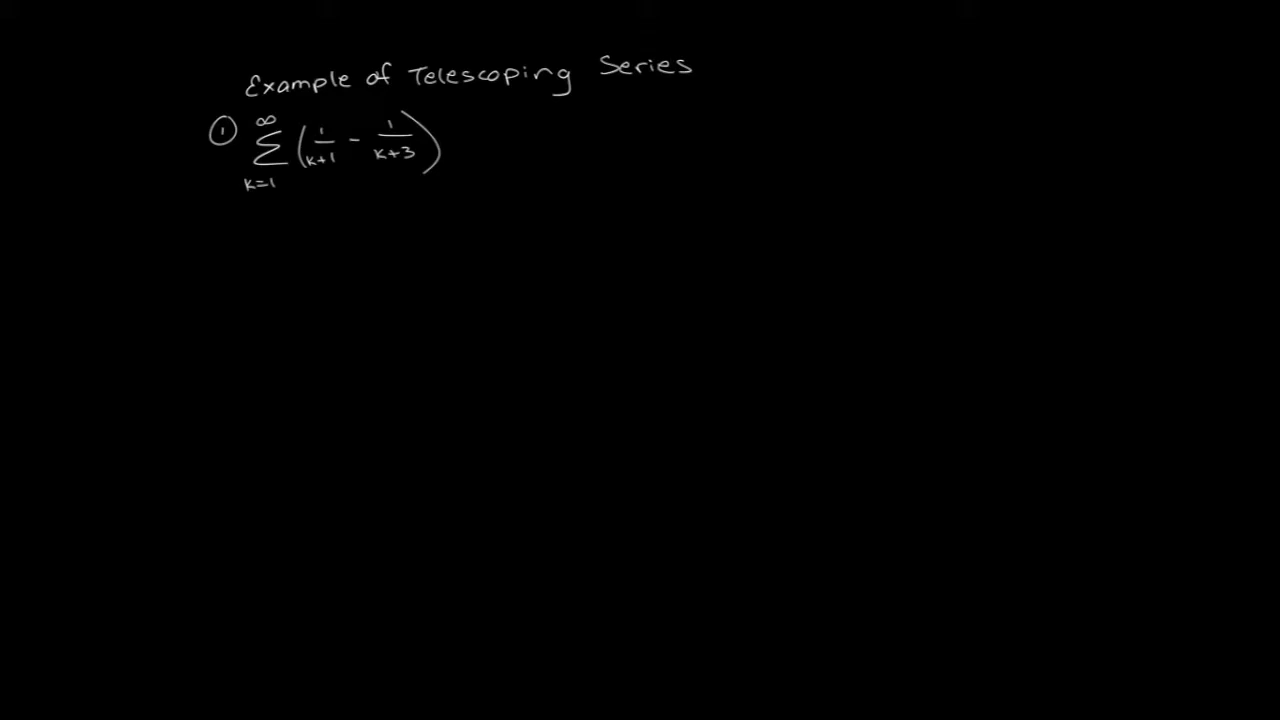 Example of Telescoping Series
① ∞∑k=1 (1/k+1 - 1/k+3)